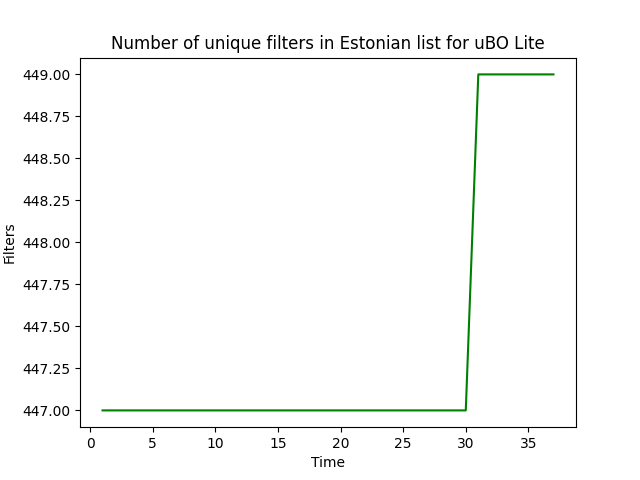 Number of unique filters in Estonian list for uBO Lite
449.00
448.75
448.50
448.25
448.00
447.75
447.50
447.25
447.00
Filters
0 5 10 15 20 25 30 35
Time